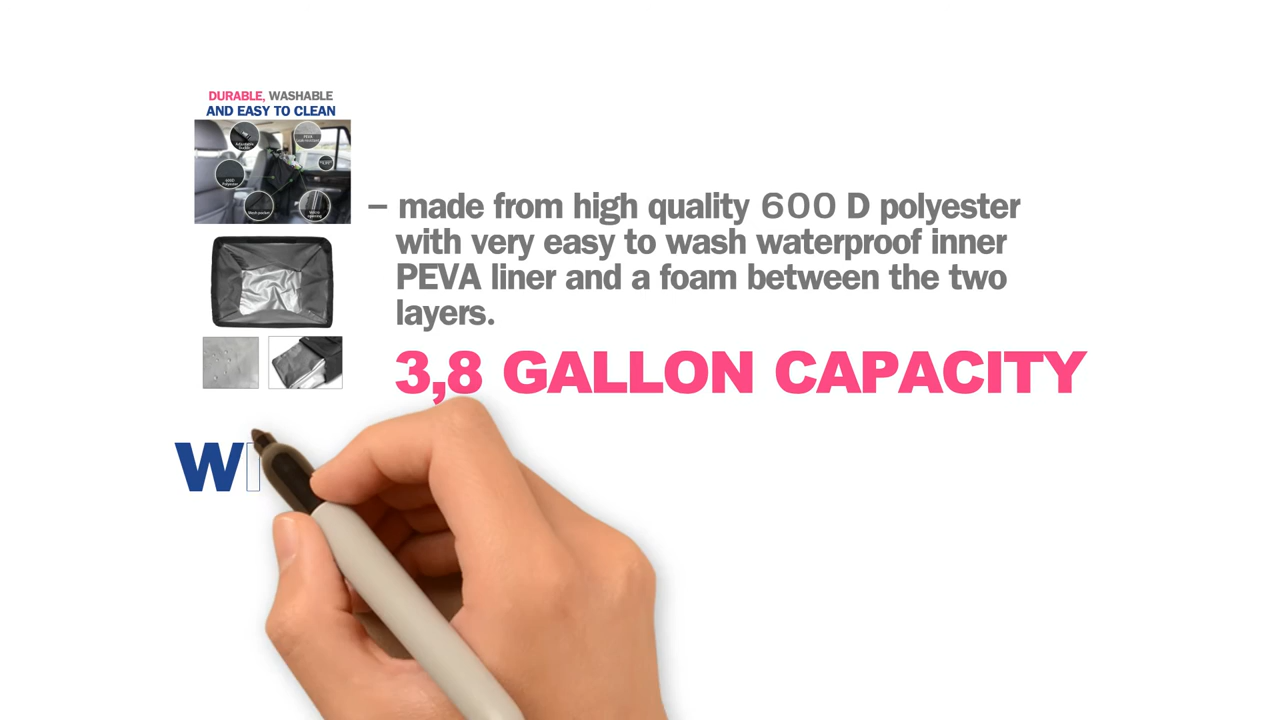 DURABLE, WASHABLE
AND EASY TO CLEAN
– made from high quality 600 D polyester
with very easy to wash waterproof inner
PEVA liner and a foam between the two
layers.
3,8 GALLON CAPACITY
WI